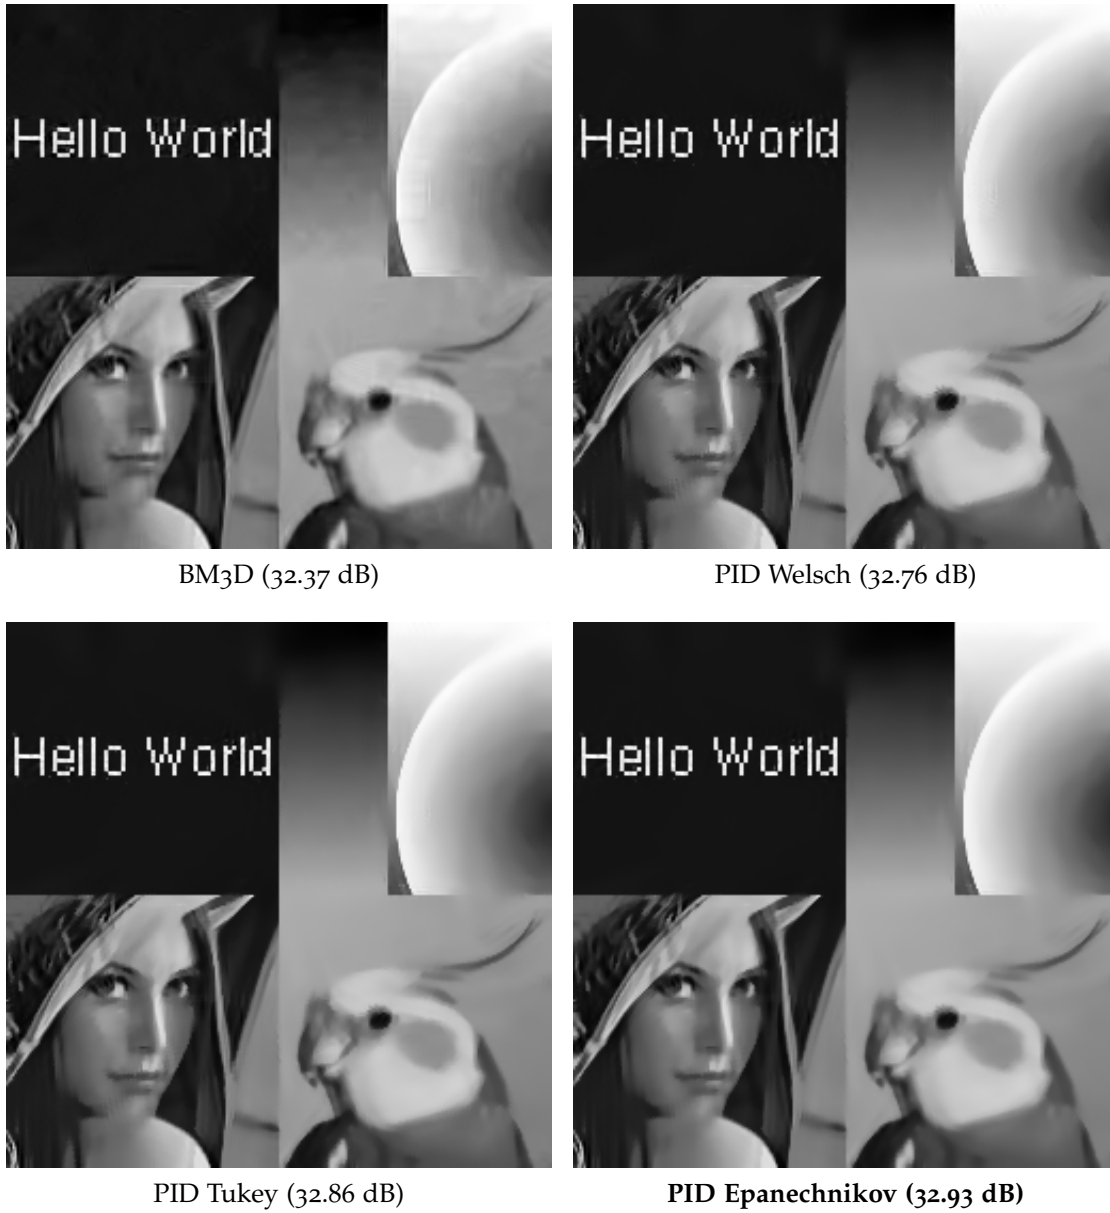 Hello World
Hello World
BM3D (32.37 dB)
PID Welsch (32.76 dB)
Hello World
Hello World
PID Tukey (32.86 dB)
PID Epanechnikov (32.93 dB)